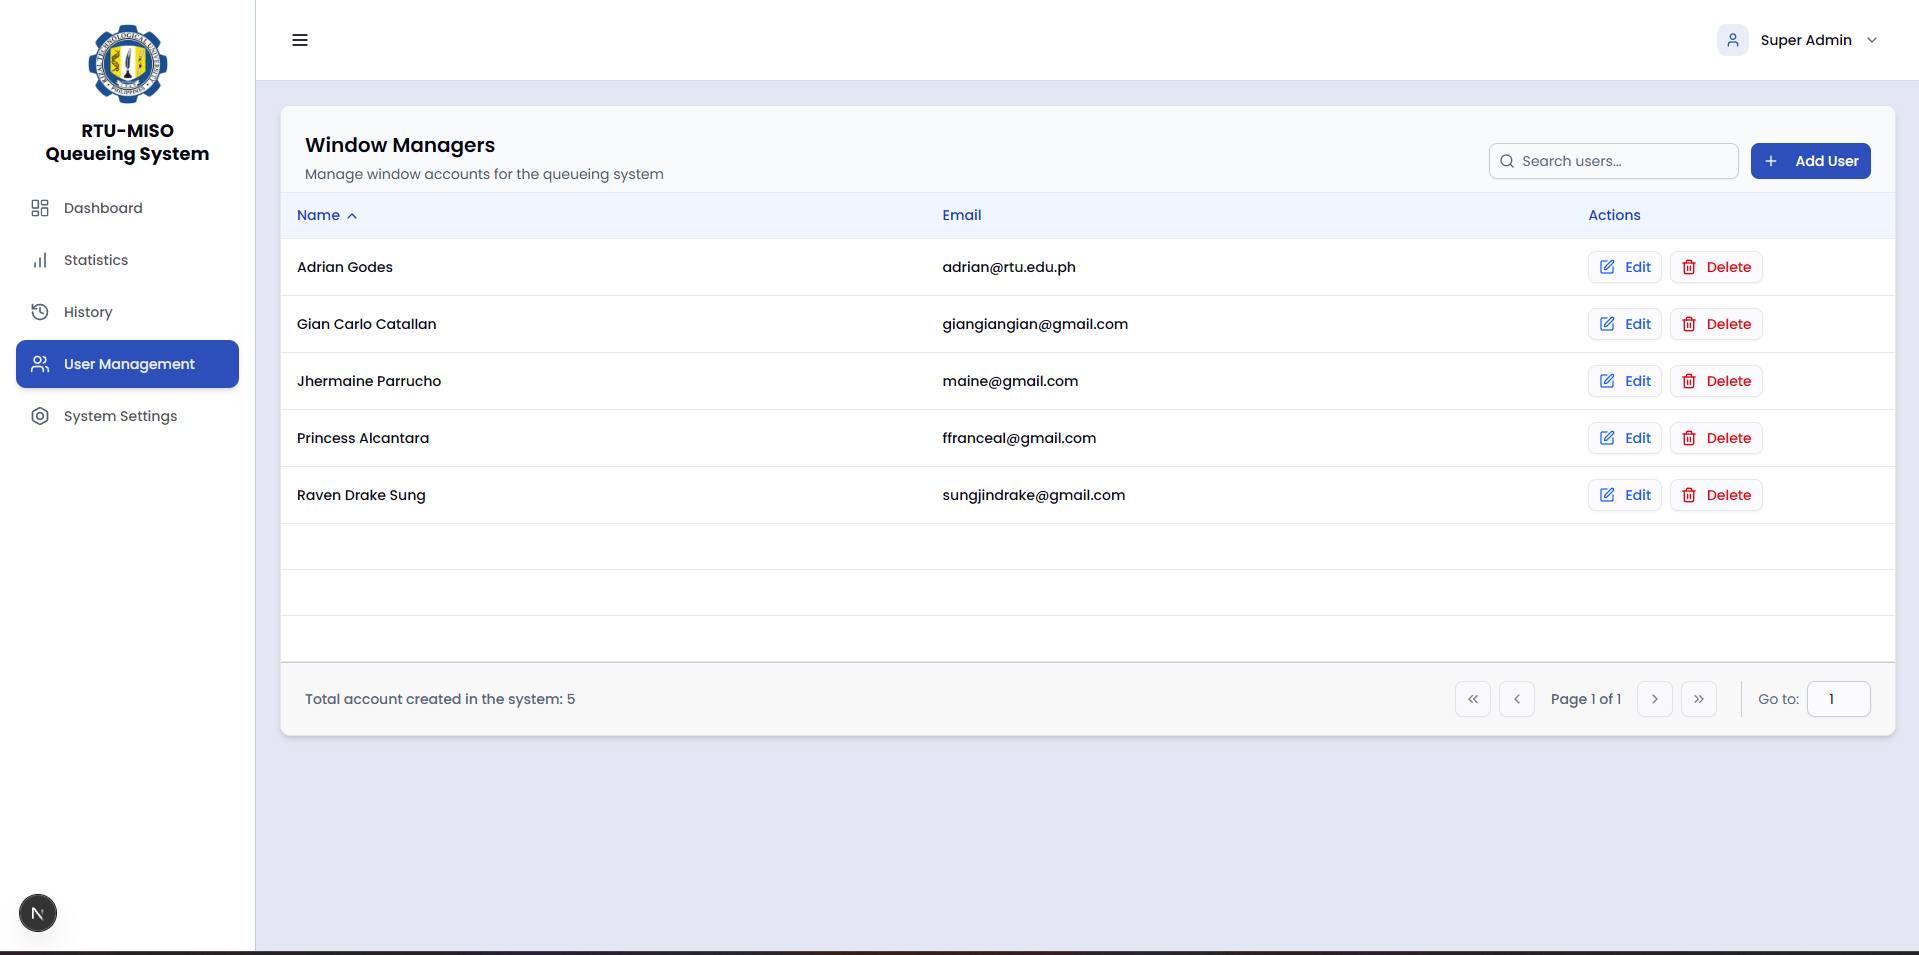 RIZAL TECHNOLOGICAL UNIVERSITY
PHILIPPINES
RTU-MISO
Queueing System
Dashboard
Statistics
History
User Management
System Settings
N
Super Admin
Window Managers
Manage window accounts for the queueing system
Search users...
+ Add User
Name Email Actions
Adrian Godes adrian@rtu.edu.ph Edit Delete
Gian Carlo Catallan giangiangian@gmail.com Edit Delete
Jhermaine Parrucho maine@gmail.com Edit Delete
Princess Alcantara ffranceal@gmail.com Edit Delete
Raven Drake Sung sungjindrake@gmail.com Edit Delete
Total account created in the system: 5
« ‹ Page 1 of 1 › » Go to: 1